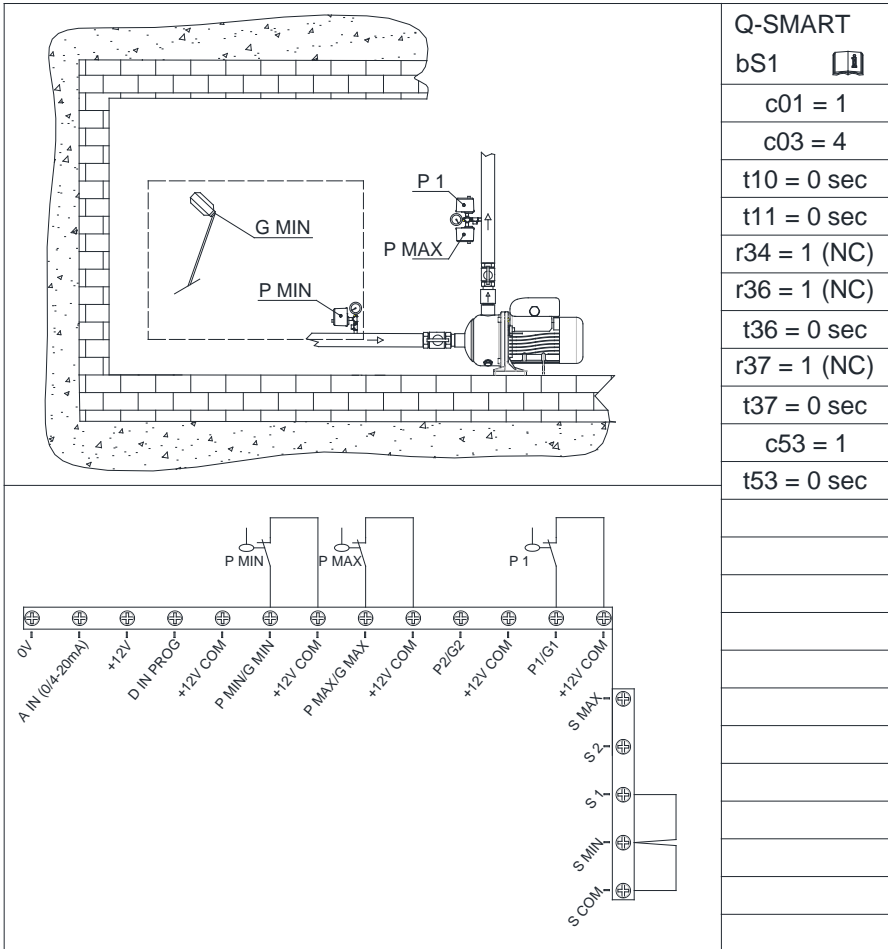 Q-SMART
bS1
c01 = 1
c03 = 4
t10 = 0 sec
t11 = 0 sec
r34 = 1 (NC)
r36 = 1 (NC)
t36 = 0 sec
r37 = 1 (NC)
t37 = 0 sec
c53 = 1
t53 = 0 sec
P 1
G MIN
P MAX
P MIN
P MIN
P MAX
P 1
0V
A IN (0/4-20mA)
+12V
D IN PROG
+12V COM
P MIN/G MIN
+12V COM
P MAX/G MAX
+12V COM
P2/G2
+12V COM
P1/G1
+12V COM
S MAX
S 2
S 1
S MIN
S COM